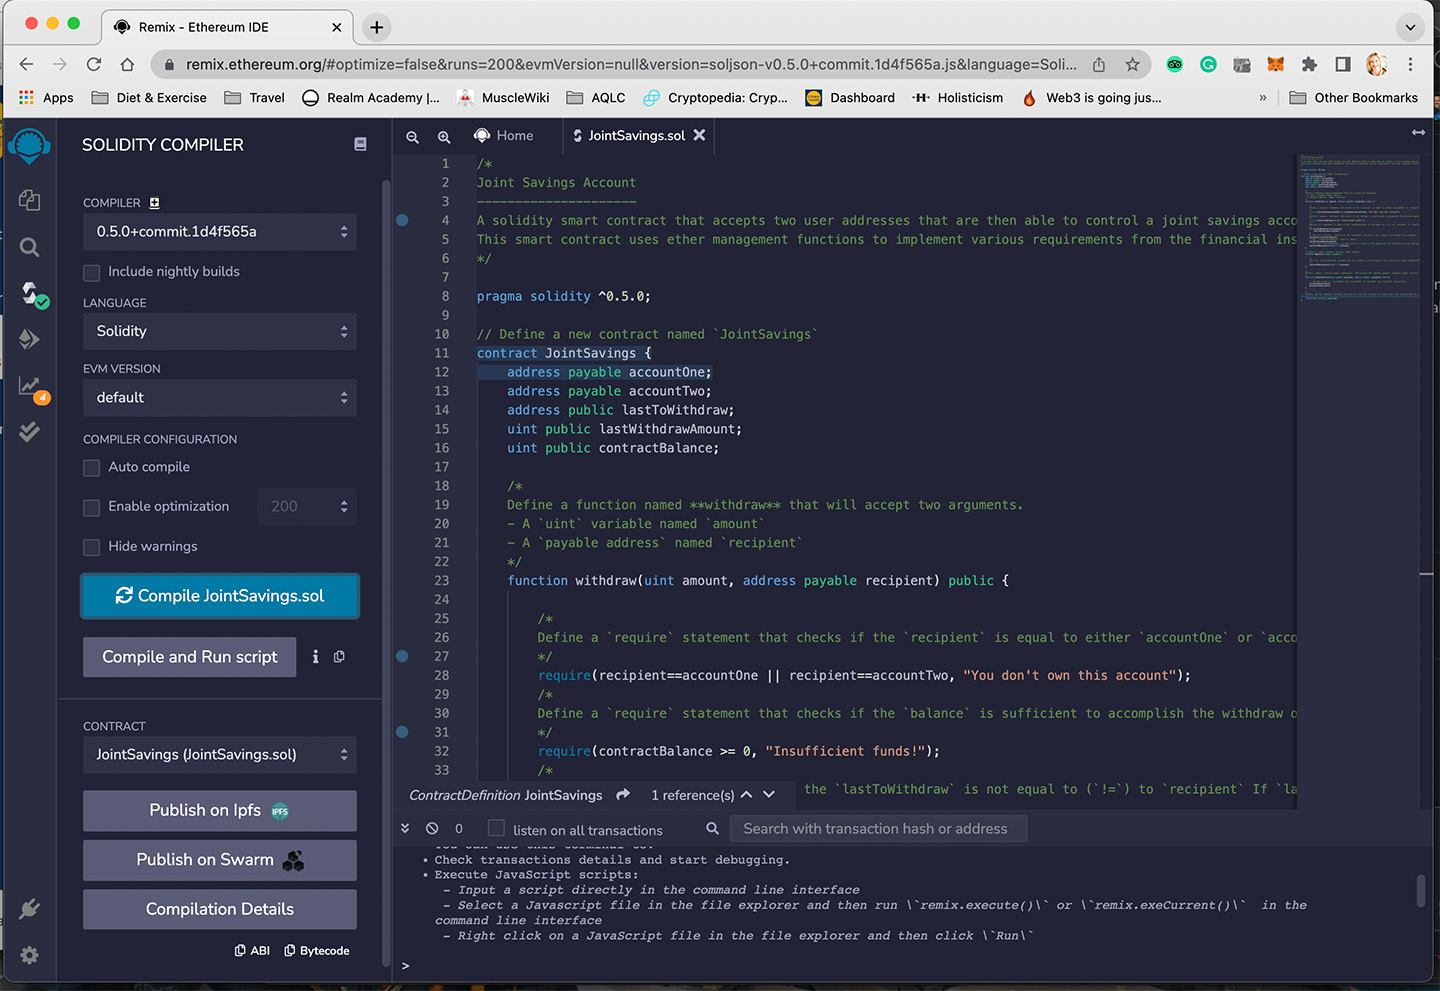 Remix - Ethereum IDE
remix.ethereum.org/#optimize=false&runs=200&evmVersion=null&version=soljson-v0.5.0+commit.1d4f565a.js&language=Soli...
Apps Diet & Exercise Travel Realm Academy |... MuscleWiki AQLC Cryptopedia: Cryp... Dashboard ·H· Holisticism Web3 is going jus... » Other Bookmarks
SOLIDITY COMPILER
COMPILER
0.5.0+commit.1d4f565a
Include nightly builds
LANGUAGE
Solidity
EVM VERSION
default
COMPILER CONFIGURATION
Auto compile
Enable optimization 200
Hide warnings
Compile JointSavings.sol
Compile and Run script
CONTRACT
JointSavings (JointSavings.sol)
Publish on Ipfs IPFS
Publish on Swarm
Compilation Details
ABI Bytecode
4
Home JointSavings.sol
1 /*
2 Joint Savings Account
3 ---------------------
4 A solidity smart contract that accepts two user addresses that are then able to control a joint savings acco
5 This smart contract uses ether management functions to implement various requirements from the financial ins
6 */
7
8 pragma solidity ^0.5.0;
9
10 // Define a new contract named `JointSavings`
11 contract JointSavings {
12 address payable accountOne;
13 address payable accountTwo;
14 address public lastToWithdraw;
15 uint public lastWithdrawAmount;
16 uint public contractBalance;
17
18 /*
19 Define a function named **withdraw** that will accept two arguments.
20 - A `uint` variable named `amount`
21 - A `payable address` named `recipient`
22 */
23 function withdraw(uint amount, address payable recipient) public {
24
25 /*
26 Define a `require` statement that checks if the `recipient` is equal to either `accountOne` or `acco
27 */
28 require(recipient==accountOne || recipient==accountTwo, "You don't own this account");
29 /*
30 Define a `require` statement that checks if the `balance` is sufficient to accomplish the withdraw o
31 */
32 require(contractBalance >= 0, "Insufficient funds!");
33 /*
the `lastToWithdraw` is not equal to (`!=`) to `recipient` If `la
ContractDefinition JointSavings 1 reference(s)
0 listen on all transactions Search with transaction hash or address
You can use this terminal to:
• Check transactions details and start debugging.
• Execute JavaScript scripts:
- Input a script directly in the command line interface
- Select a Javascript file in the file explorer and then run \`remix.execute()\` or \`remix.exeCurrent()\` in the
command line interface
- Right click on a JavaScript file in the file explorer and then click \`Run\`
>